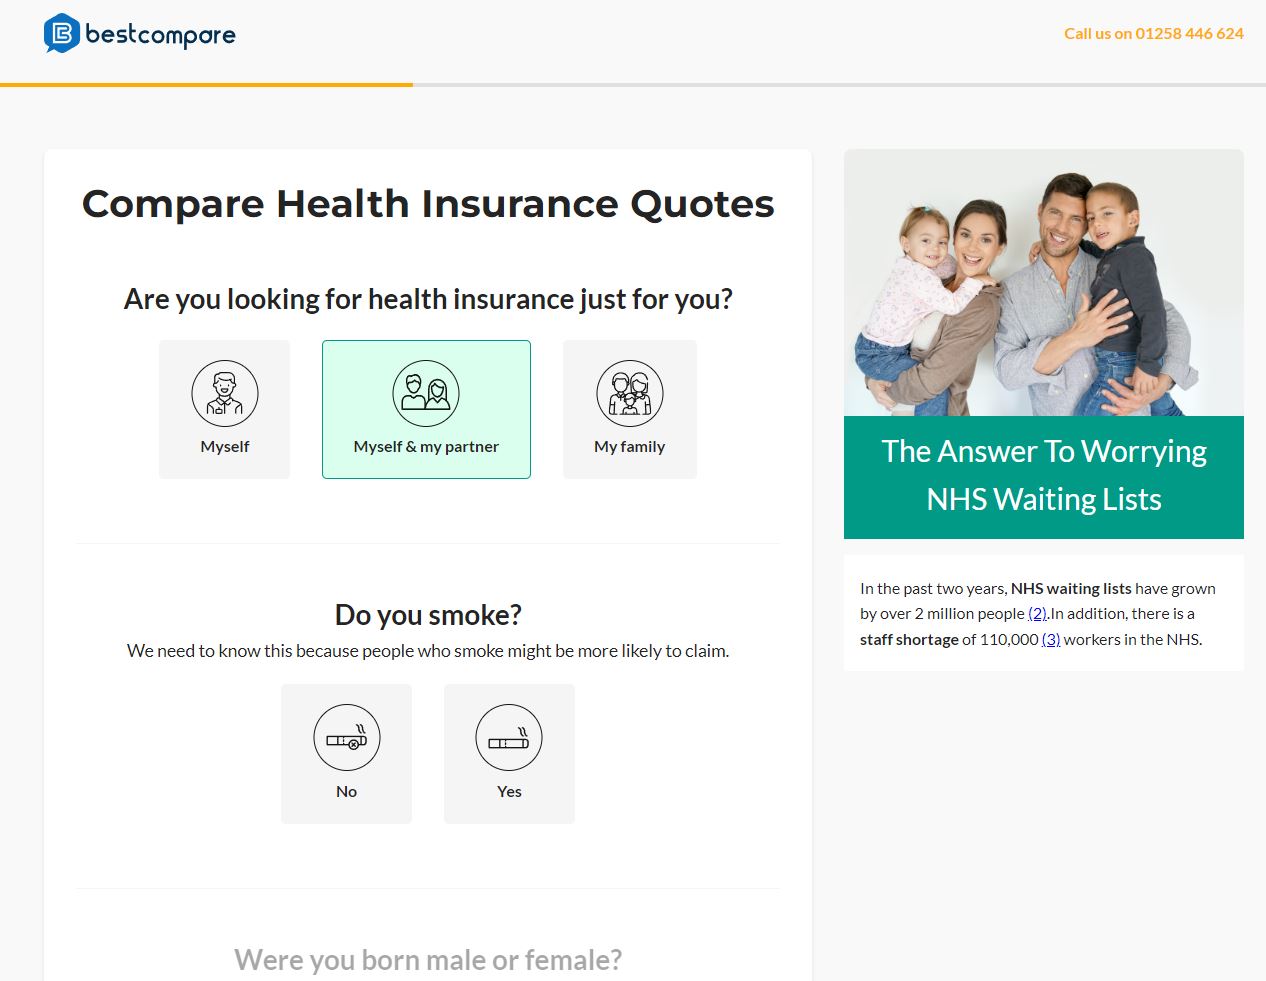 bestcompare
Call us on 01258 446 624
Compare Health Insurance Quotes
Are you looking for health insurance just for you?
Myself
Myself & my partner
My family
Do you smoke?
We need to know this because people who smoke might be more likely to claim.
No
Yes
Were you born male or female?
The Answer To Worrying
NHS Waiting Lists
In the past two years, NHS waiting lists have grown
by over 2 million people (2).In addition, there is a
staff shortage of 110,000 (3) workers in the NHS.